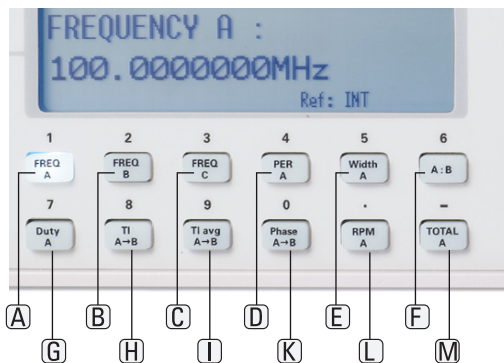 FREQUENCY A :
100.0000000MHz
Ref: INT
1 2 3 4 5 6
FREQ A FREQ B FREQ C PER A Width A A:B
7 8 9 0 . –
Duty A TI A→B TI avg A→B Phase A→B RPM A TOTAL A
A B C D E F
G H I K L M